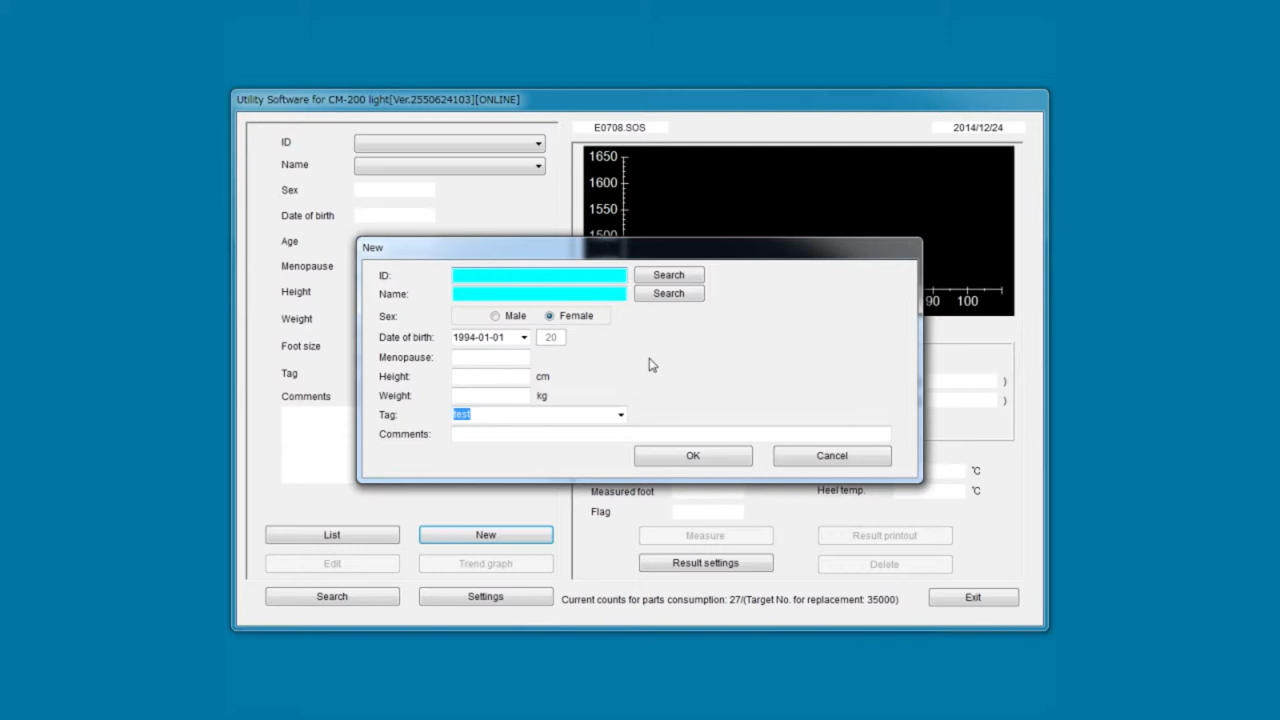 Utility Software for CM-200 light[Ver.2550624103][ONLINE]
E0708.SOS 2014/12/24
ID
Name
Sex
Date of birth
Age
Menopause
Height
Weight
Foot size
Tag
Comments
1650
1600
1550
1500
90 100
New
ID: Search
Name: Search
Sex: Male Female
Date of birth: 1994-01-01 20
Menopause:
Height: cm
Weight: kg
Tag: test
Comments:
OK Cancel
)
)
℃
Measured foot Heel temp. ℃
Flag
List New Measure Result printout
Edit Trend graph Result settings Delete
Search Settings Current counts for parts consumption: 27/(Target No. for replacement: 35000) Exit